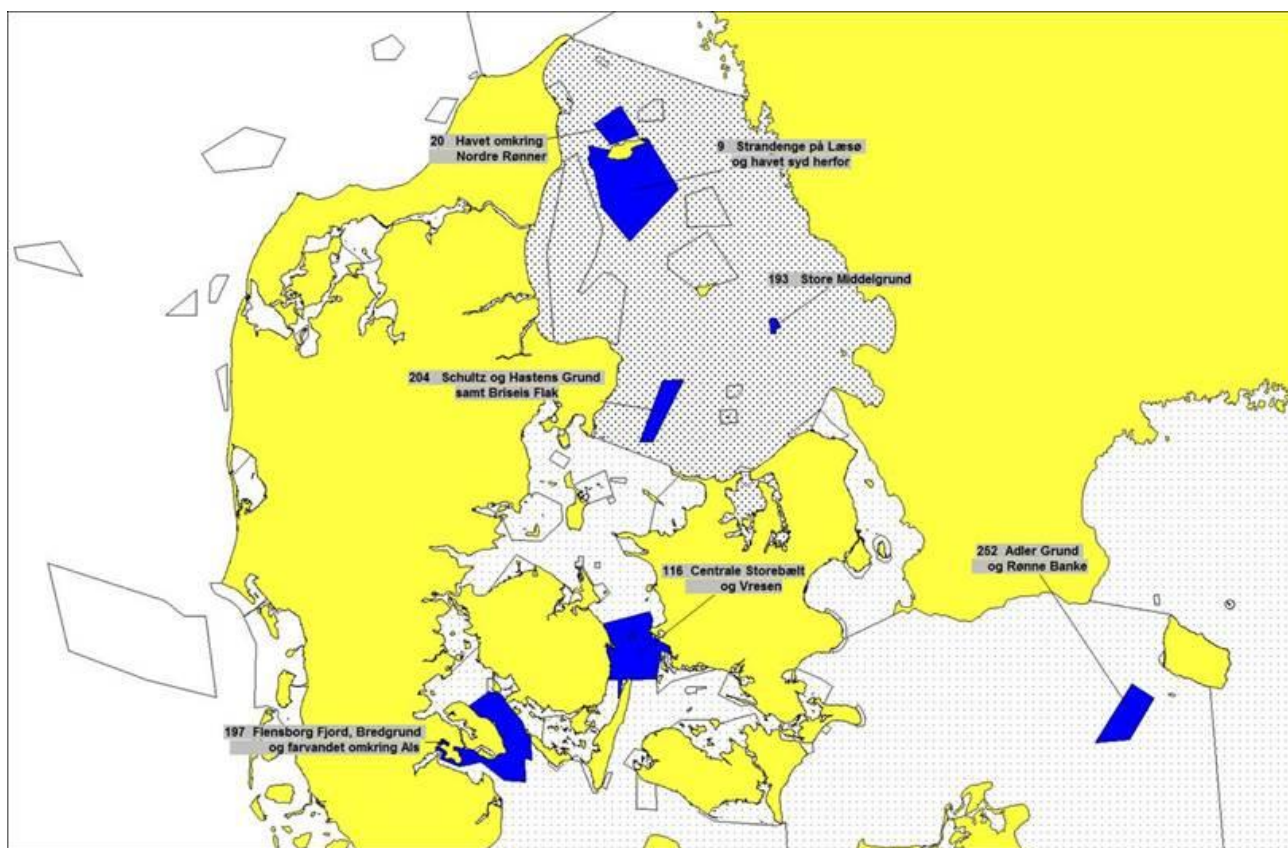 20 Havet omkring
Nordre Rønner
9 Strandenge på Læsø
og havet syd herfor
193 Store Middelgrund
204 Schultz og Hastens Grund
samt Briseis Flak
252 Adler Grund
og Rønne Banke
116 Centrale Storebælt
og Vresen
197 Flensborg Fjord, Bredgrund
og farvandet omkring Als